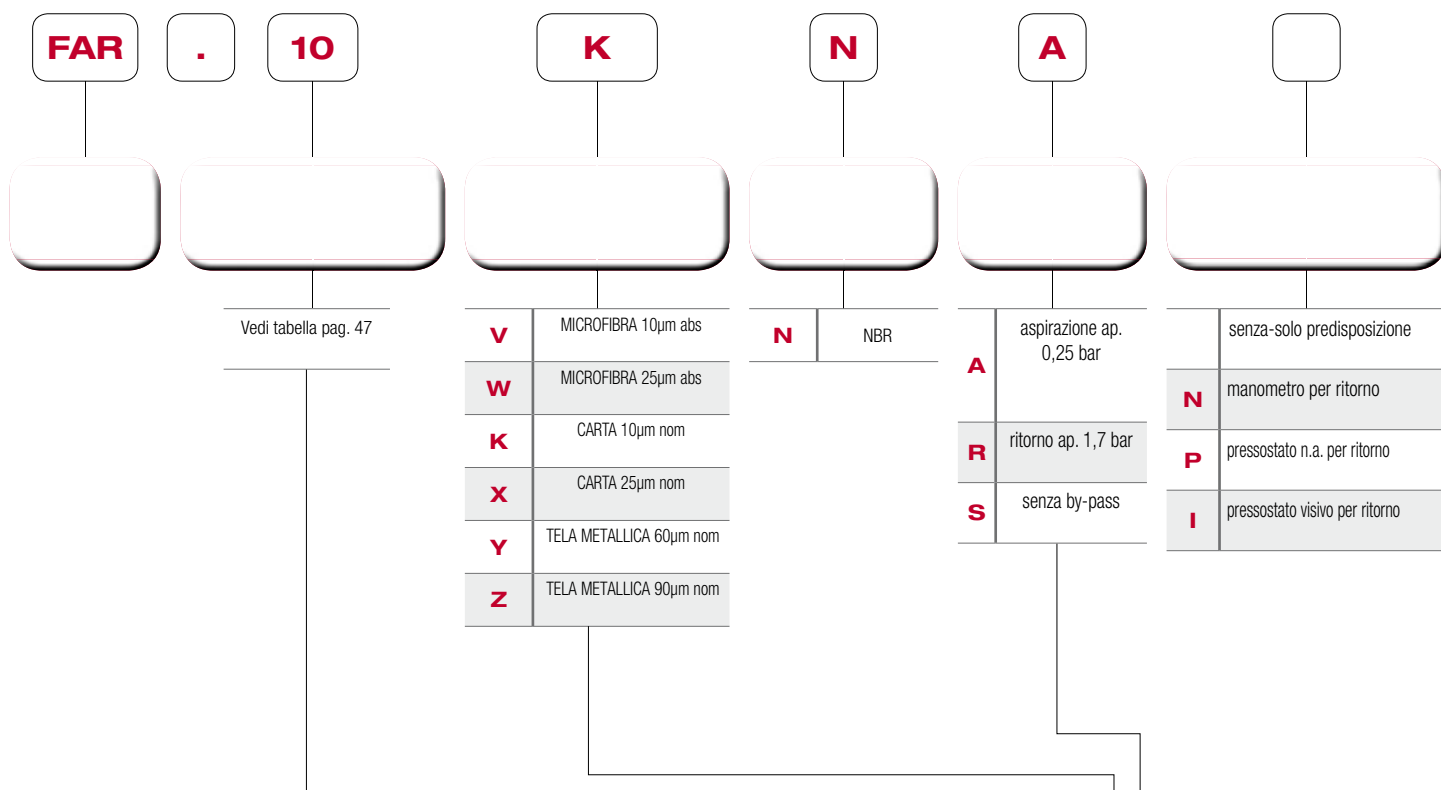 FAR . 10 K N A
Vedi tabella pag. 47
V MICROFIBRA 10µm abs
W MICROFIBRA 25µm abs
K CARTA 10µm nom
X CARTA 25µm nom
Y TELA METALLICA 60µm nom
Z TELA METALLICA 90µm nom
N NBR
A aspirazione ap.
0,25 bar
R ritorno ap. 1,7 bar
S senza by-pass
senza-solo predisposizione
N manometro per ritorno
P pressostato n.a. per ritorno
I pressostato visivo per ritorno